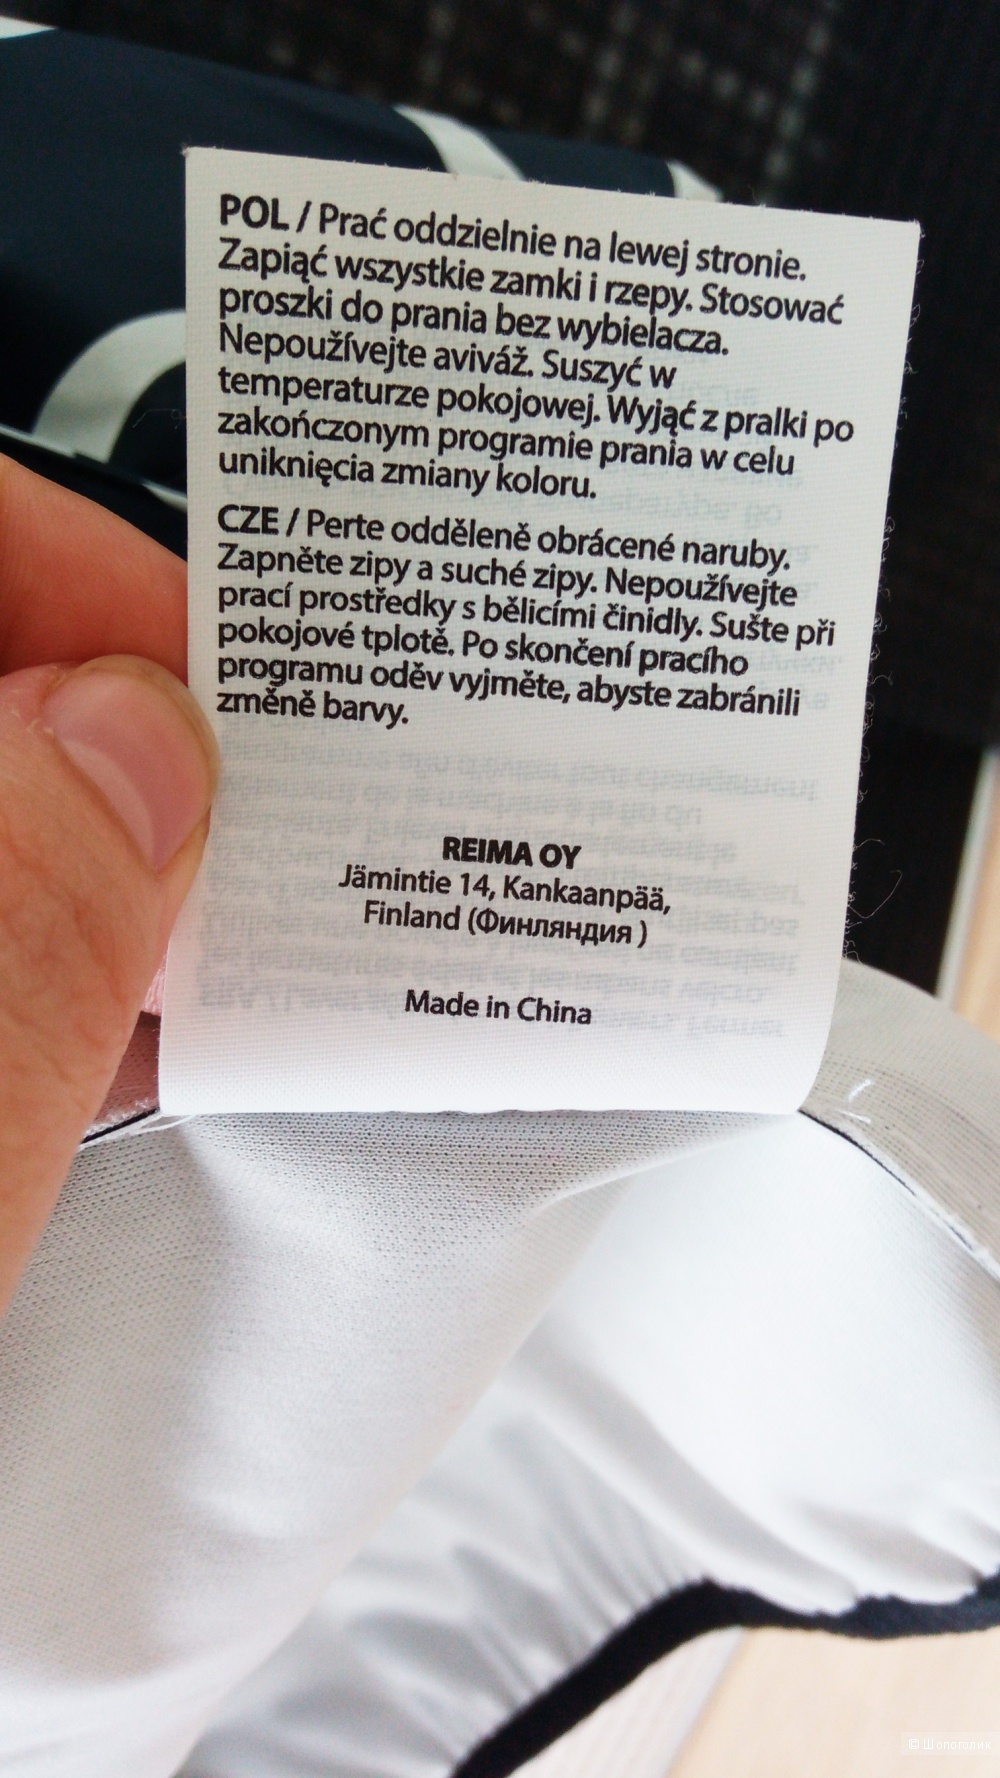 POL / Prać oddzielnie na lewej stronie.
Zapiąć wszystkie zamki i rzepy. Stosować
proszki do prania bez wybielacza.
Nepoužívejte aviváž. Suszyć w
temperaturze pokojowej. Wyjąć z pralki po
zakończonym programie prania w celu
uniknięcia zmiany koloru.
CZE / Perte odděleně obrácené naruby.
Zapněte zipy a suché zipy. Nepoužívejte
prací prostředky s bělicími činidly. Sušte při
pokojové tplotě. Po skončení pracího
programu oděv vyjměte, abyste zabránili
změně barvy.
REIMA OY
Jämintie 14, Kankaanpää,
Finland (Финляндия )
Made in China
© Шопоголик